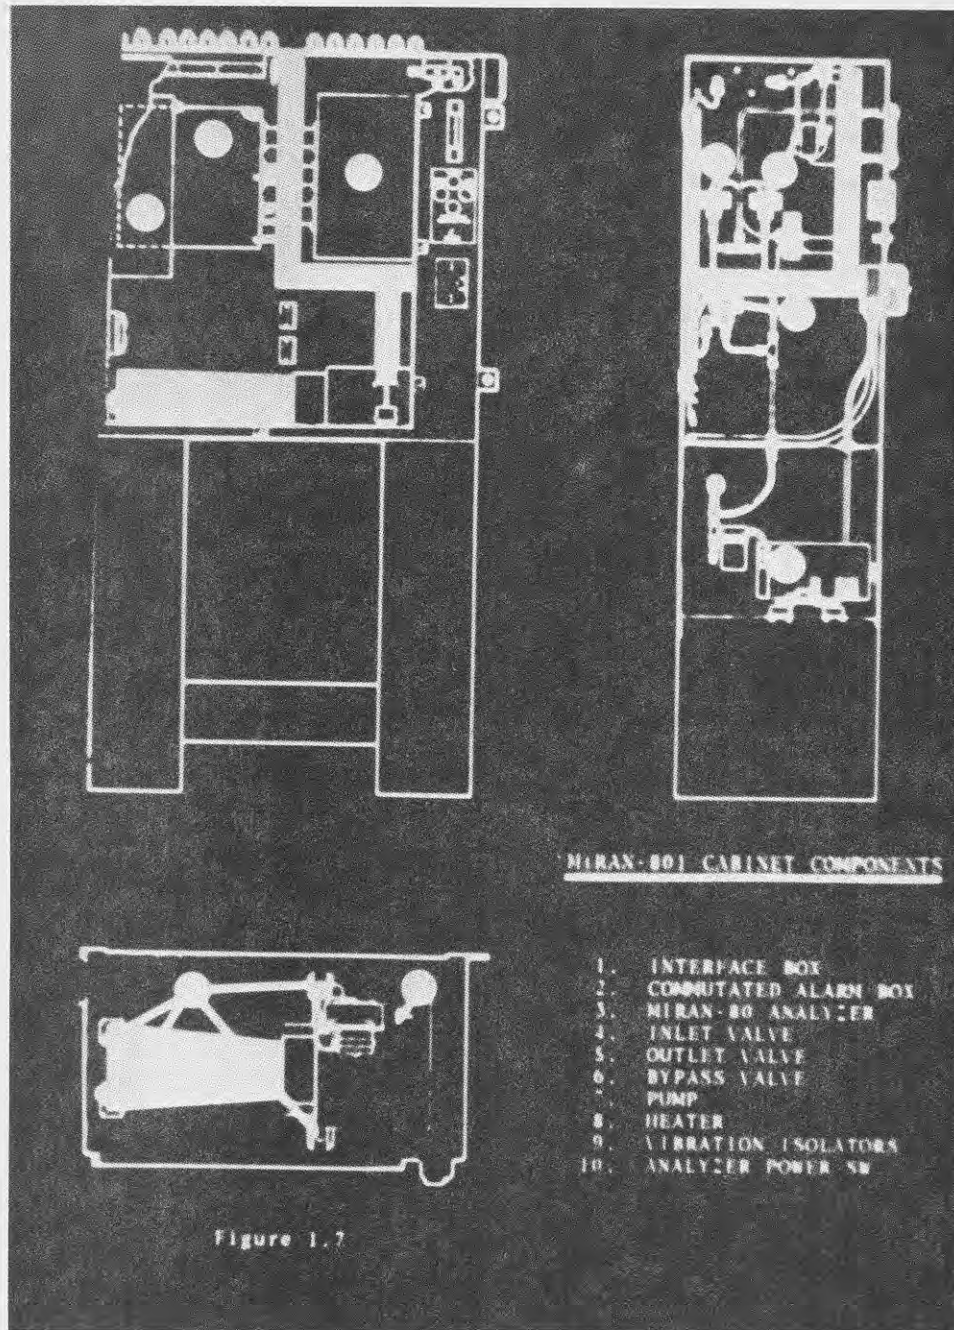 MIRAN-801 CABINET COMPONENTS
1. INTERFACE BOX
2. COMMUTATED ALARM BOX
3. MIRAN-80 ANALYZER
4. INLET VALVE
5. OUTLET VALVE
6. BYPASS VALVE
7. PUMP
8. HEATER
9. VIBRATION ISOLATORS
10. ANALYZER POWER SW
Figure 1.7